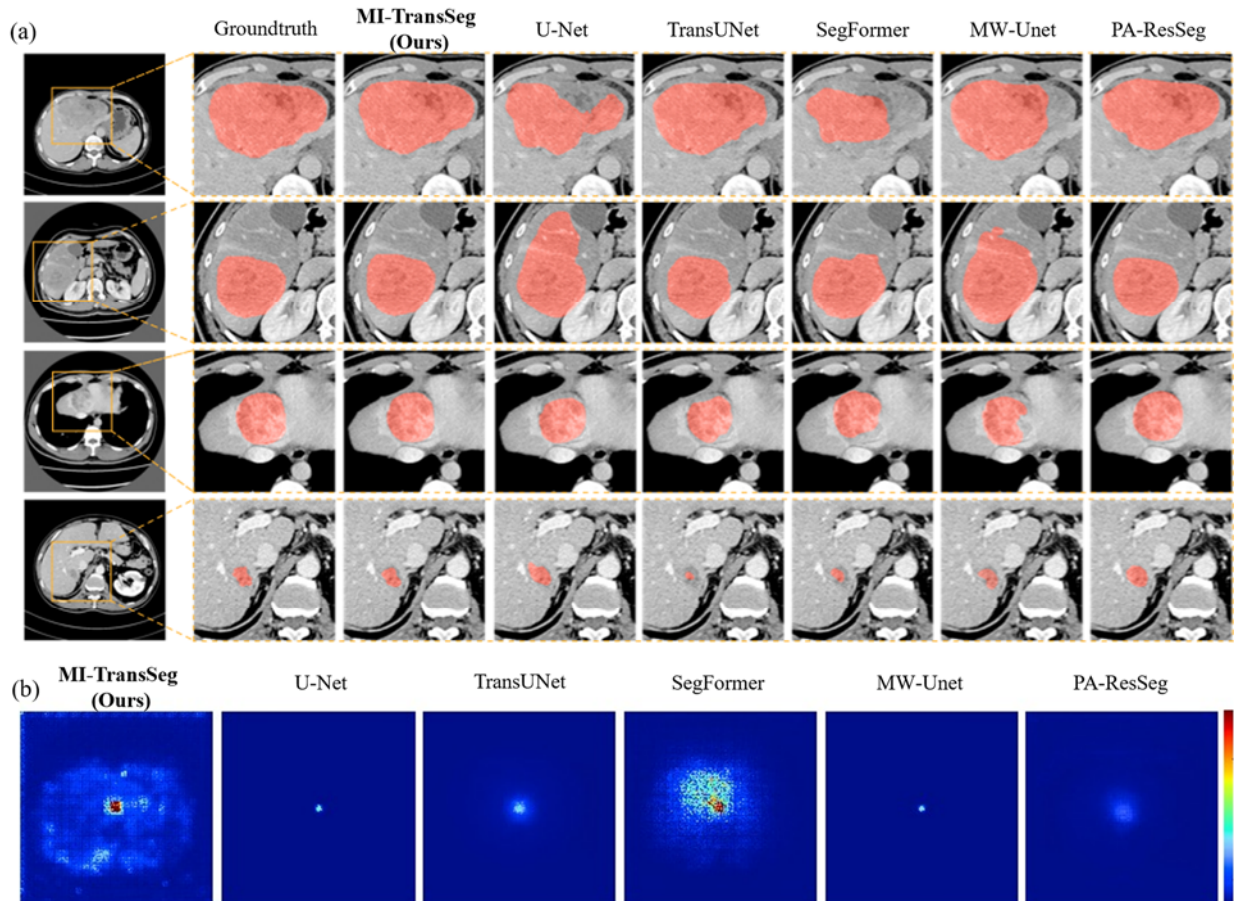 (a)
Groundtruth
MI-TransSeg
(Ours)
U-Net
TransUNet
SegFormer
MW-Unet
PA-ResSeg
(b)
MI-TransSeg
(Ours)
U-Net
TransUNet
SegFormer
MW-Unet
PA-ResSeg